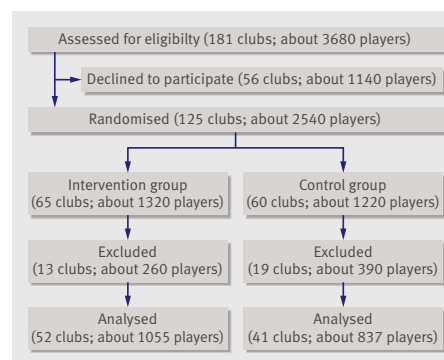 Assessed for eligibilty (181 clubs; about 3680 players)
Declined to participate (56 clubs; about 1140 players)
Randomised (125 clubs; about 2540 players)
Intervention group
(65 clubs; about 1320 players)
Control group
(60 clubs; about 1220 players)
Excluded
(13 clubs; about 260 players)
Excluded
(19 clubs; about 390 players)
Analysed
(52 clubs; about 1055 players)
Analysed
(41 clubs; about 837 players)